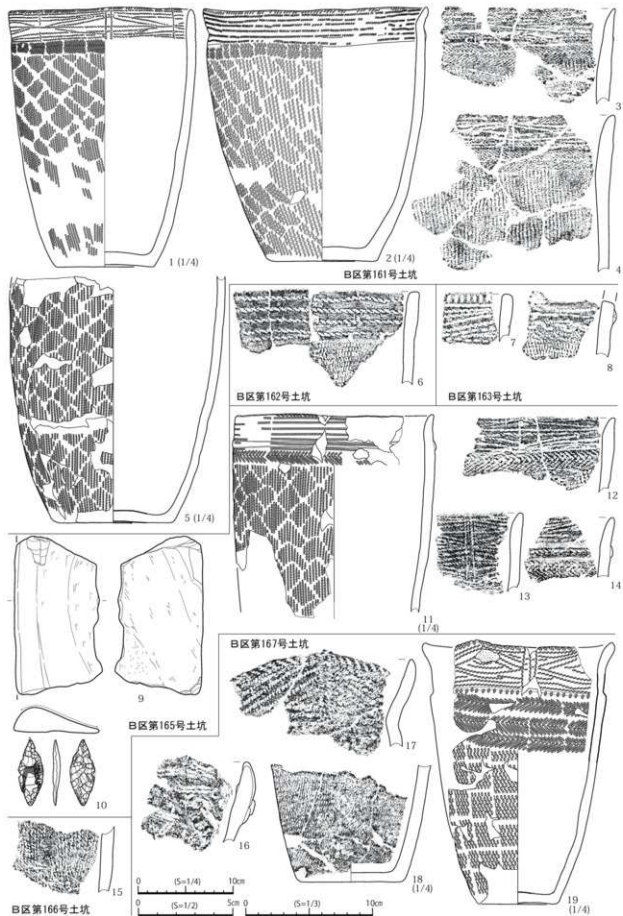 1 (1/4)
2 (1/4)
3
4
B区第161号土坑
5 (1/4)
6
B区第162号土坑
7
8
B区第163号土坑
9
10
B区第165号土坑
11
(1/4)
12
13
14
B区第167号土坑
15
B区第166号土坑
16
17
18
(1/4)
19
(1/4)
0 (S=1/4) 10cm
0 (S=1/2) 5cm
0 (S=1/3) 10cm